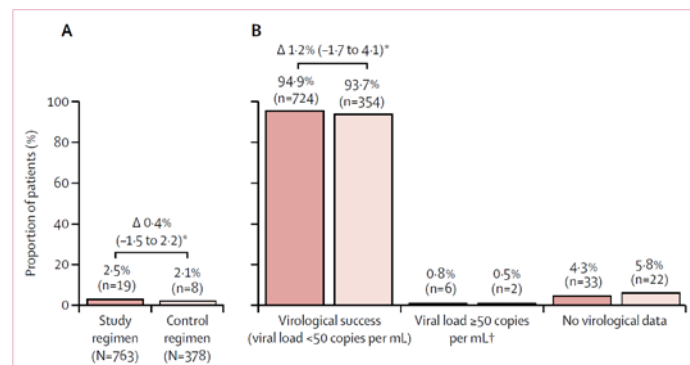 A
B
Δ 1·2% (–1·7 to 4·1)*
94·9%
(n=724)
93·7%
(n=354)
Proportion of patients (%)
100
80
60
40
20
0
Δ 0·4%
(–1·5 to 2·2)*
2·5%
(n=19)
2·1%
(n=8)
0·8%
(n=6)
0·5%
(n=2)
4·3%
(n=33)
5·8%
(n=22)
Study
regimen
(N=763)
Control
regimen
(N=378)
Virological success
(viral load <50 copies per mL)
Viral load ≥50 copies
per mL†
No virological data